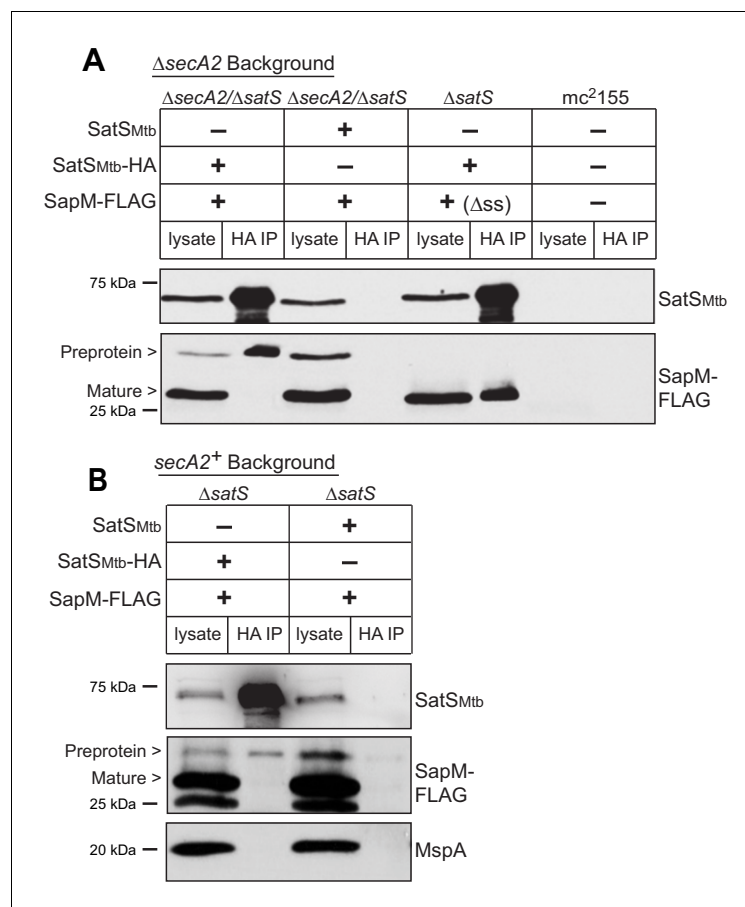 A
ΔsecA2 Background
ΔsecA2/ΔsatS ΔsecA2/ΔsatS ΔsatS mc²155
SatSMtb − + − −
SatSMtb-HA + − + −
SapM-FLAG + + + (Δss) −
lysate HA IP lysate HA IP lysate HA IP lysate HA IP
75 kDa
SatSMtb
Preprotein >
Mature >
25 kDa
SapM-
FLAG
B
secA2⁺ Background
ΔsatS ΔsatS
SatSMtb − +
SatSMtb-HA + −
SapM-FLAG + +
lysate HA IP lysate HA IP
75 kDa
SatSMtb
Preprotein >
Mature >
25 kDa
SapM-
FLAG
20 kDa
MspA